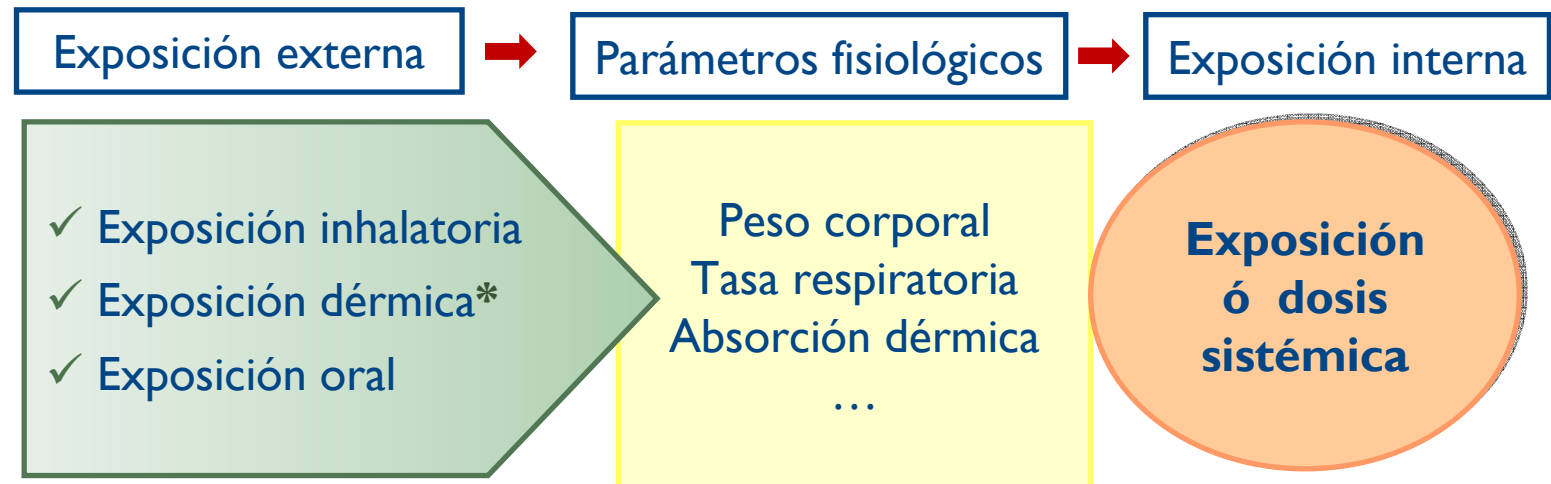 Exposición externa
Parámetros fisiológicos
Exposición interna
✓ Exposición inhalatoria
✓ Exposición dérmica*
✓ Exposición oral
Peso corporal
Tasa respiratoria
Absorción dérmica
…
Exposición
ó dosis
sistémica